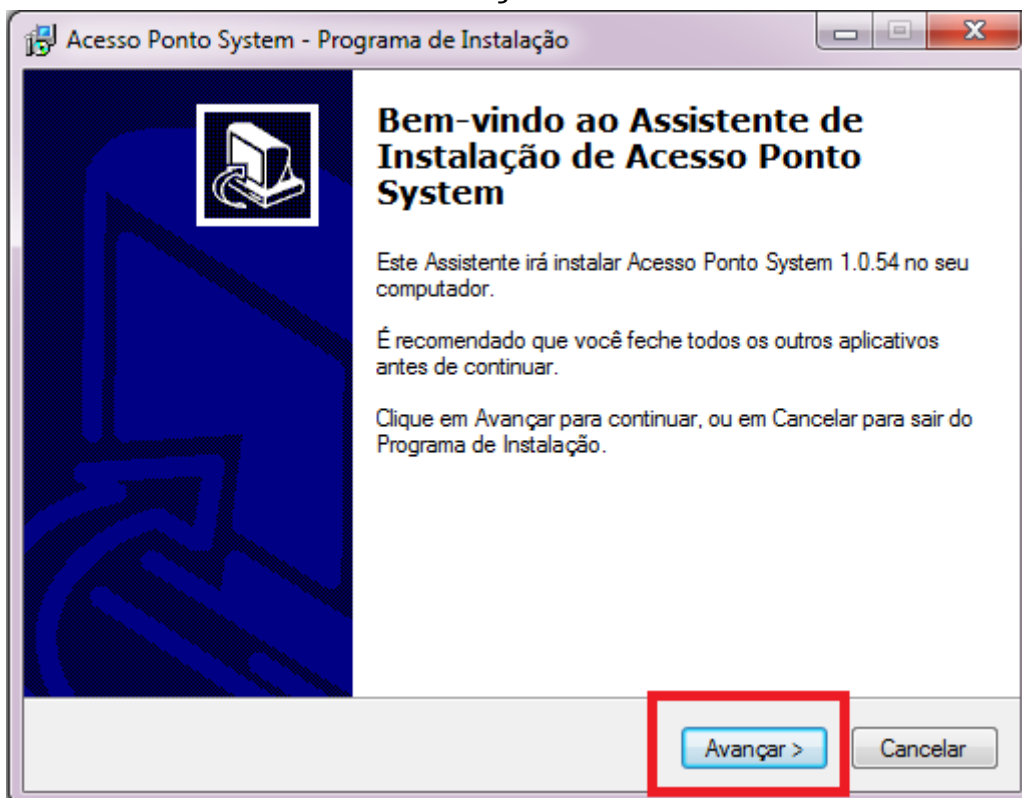 Acesso Ponto System - Programa de Instalação
Bem-vindo ao Assistente de
Instalação de Acesso Ponto
System
Este Assistente irá instalar Acesso Ponto System 1.0.54 no seu
computador.
É recomendado que você feche todos os outros aplicativos
antes de continuar.
Clique em Avançar para continuar, ou em Cancelar para sair do
Programa de Instalação.
Avançar >
Cancelar